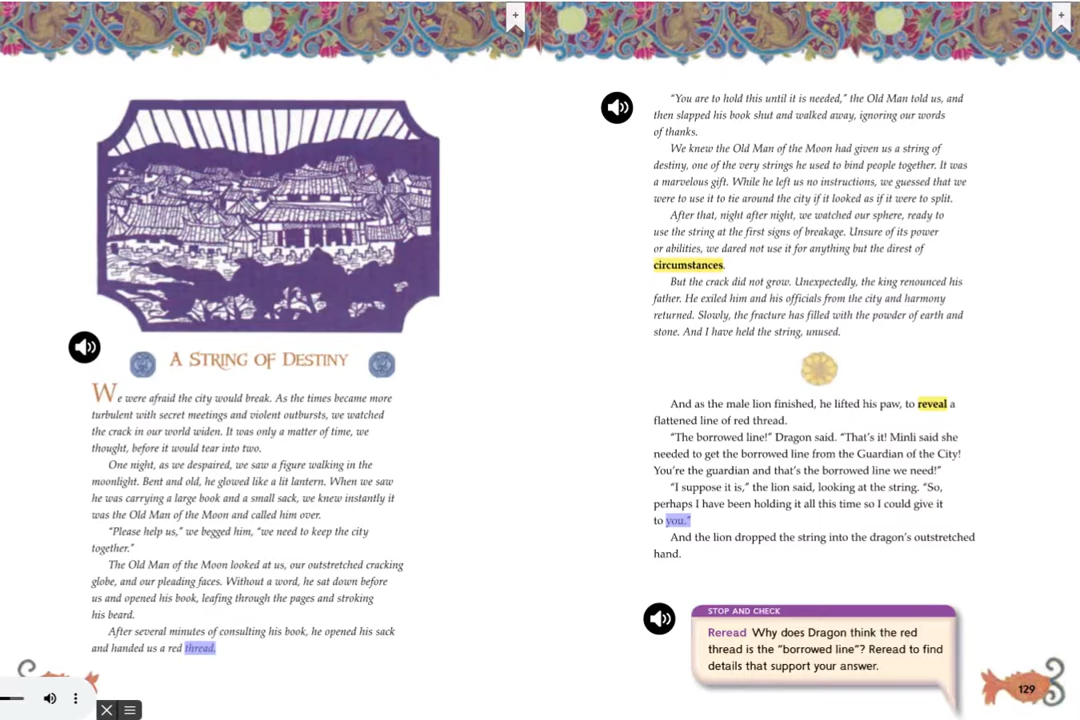 A STRING OF DESTINY
We were afraid the city would break. As the times became more
turbulent with secret meetings and violent outbursts, we watched
the crack in our world widen. It was only a matter of time, we
thought, before it would tear into two.
One night, as we despaired, we saw a figure walking in the
moonlight. Bent and old, he glowed like a lit lantern. When we saw
he was carrying a large book and a small sack, we knew instantly it
was the Old Man of the Moon and called him over.
“Please help us,” we begged him, “we need to keep the city
together.”
The Old Man of the Moon looked at us, our outstretched cracking
globe, and our pleading faces. Without a word, he sat down before
us and opened his book, leafing through the pages and stroking
his beard.
After several minutes of consulting his book, he opened his sack
and handed us a red thread.
“You are to hold this until it is needed,” the Old Man told us, and
then slapped his book shut and walked away, ignoring our words
of thanks.
We knew the Old Man of the Moon had given us a string of
destiny, one of the very strings he used to bind people together. It was
a marvelous gift. While he left us no instructions, we guessed that we
were to use it to tie around the city if it looked as if it were to split.
After that, night after night, we watched our sphere, ready to
use the string at the first signs of breakage. Unsure of its power
or abilities, we dared not use it for anything but the direst of
circumstances.
But the crack did not grow. Unexpectedly, the king renounced his
father. He exiled him and his officials from the city and harmony
returned. Slowly, the fracture has filled with the powder of earth and
stone. And I have held the string, unused.
And as the male lion finished, he lifted his paw, to reveal a
flattened line of red thread.
“The borrowed line!” Dragon said. “That’s it! Minli said she
needed to get the borrowed line from the Guardian of the City!
You’re the guardian and that’s the borrowed line we need!”
“I suppose it is,” the lion said, looking at the string. “So,
perhaps I have been holding it all this time so I could give it
to you.”
And the lion dropped the string into the dragon’s outstretched
hand.
STOP AND CHECK
Reread Why does Dragon think the red
thread is the “borrowed line”? Reread to find
details that support your answer.
129